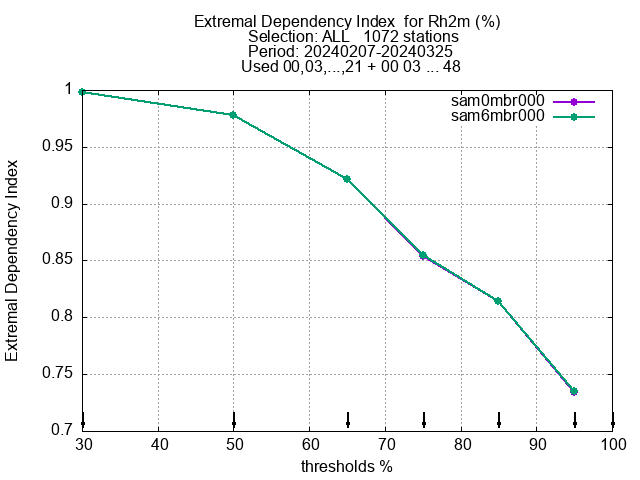 Extremal Dependency Index  for Rh2m (%)
Selection: ALL   1072 stations
Period: 20240207-20240325
Used 00,03,...,21 + 00 03 ... 48
sam0mbr000
sam6mbr000
Extremal Dependency Index
1
0.95
0.9
0.85
0.8
0.75
0.7
30 40 50 60 70 80 90 100
thresholds %